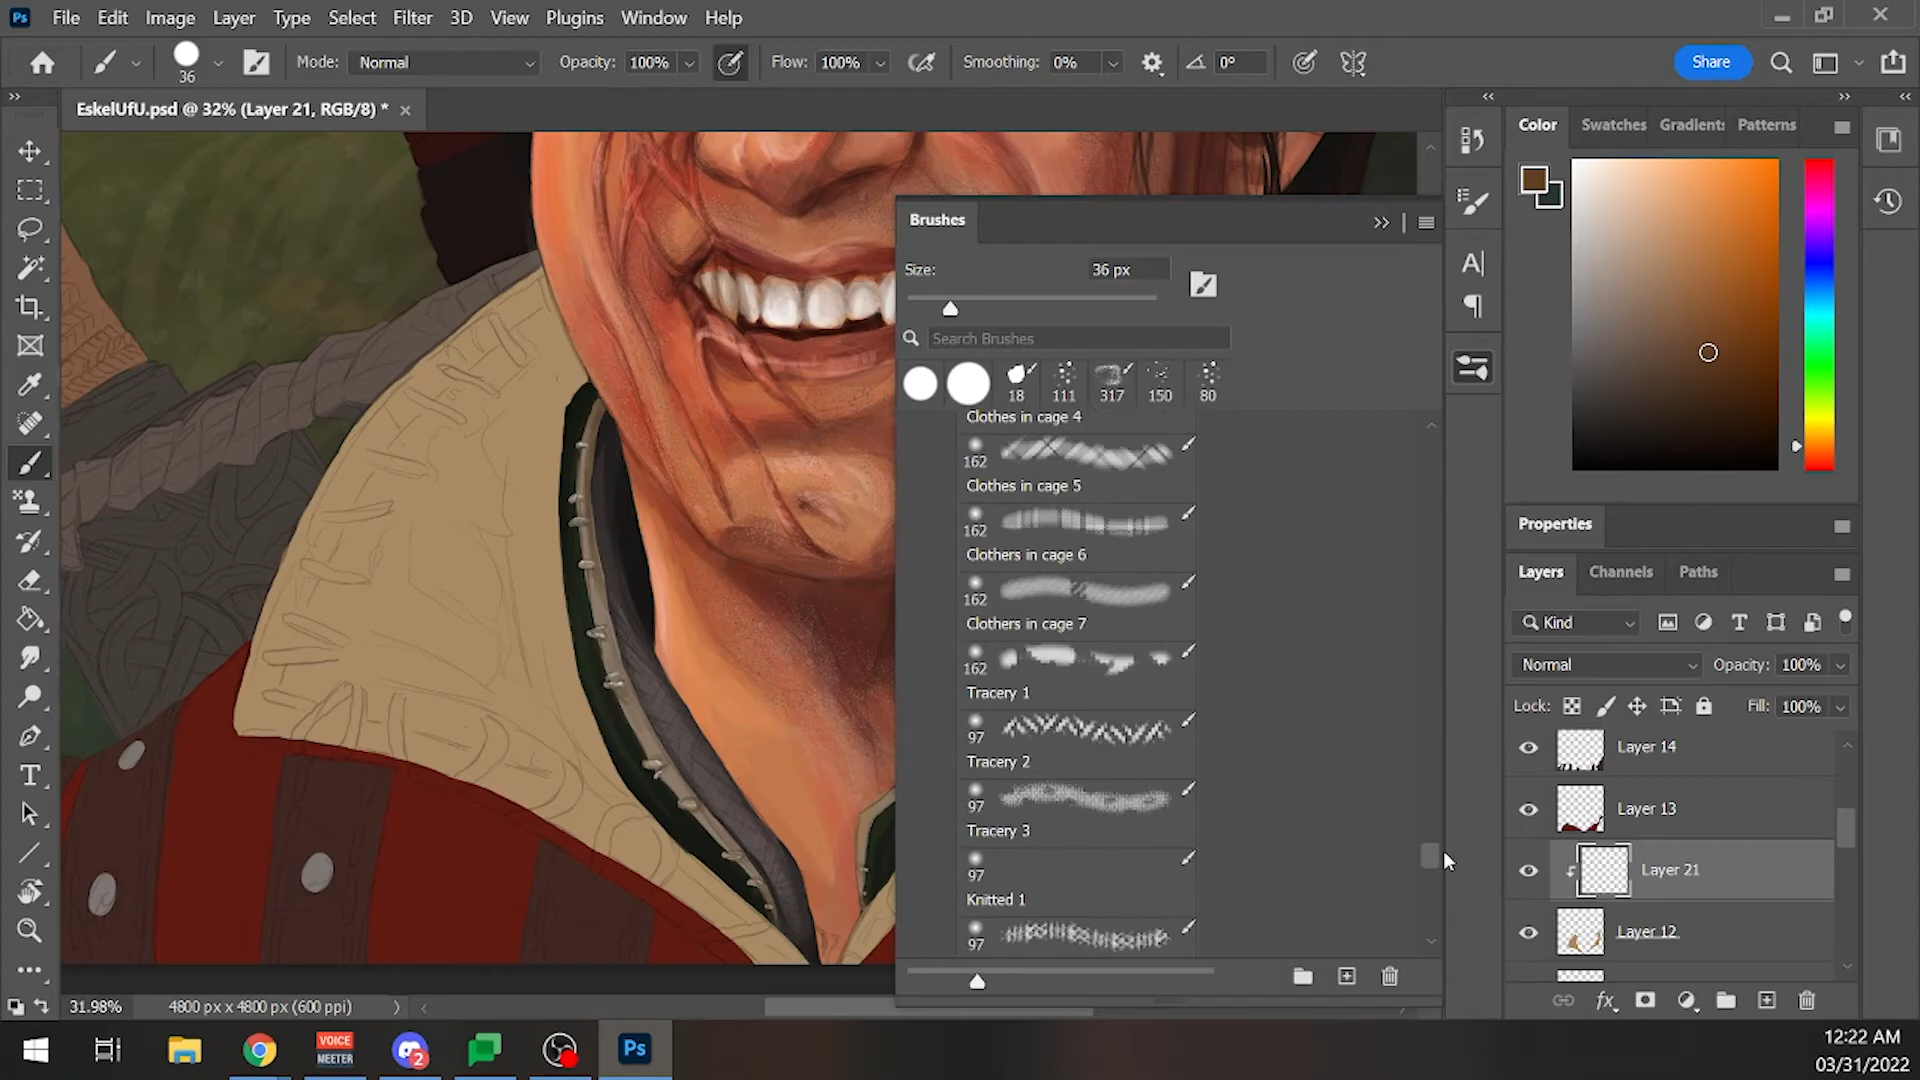 Ps File Edit Image Layer Type Select Filter 3D View Plugins Window Help
36 Mode: Normal Opacity: 100% Flow: 100% Smoothing: 0% 0° Share
EskelUfU.psd @ 32% (Layer 21, RGB/8) *
Color Swatches Gradients Patterns
Brushes
Size: 36 px
Search Brushes
18 111 317 150 80
Clothes in cage 4
162
Clothes in cage 5
162
Clothers in cage 6
162
Clothers in cage 7
162
Tracery 1
97
Tracery 2
97
Tracery 3
97
Knitted 1
97
Properties
Layers Channels Paths
Kind
Normal Opacity: 100%
Lock: Fill: 100%
Layer 14
Layer 13
Layer 21
Layer 12
fx
31.98% 4800 px x 4800 px (600 ppi)
VOICE
MEETER
2
Ps
12:22 AM
03/31/2022